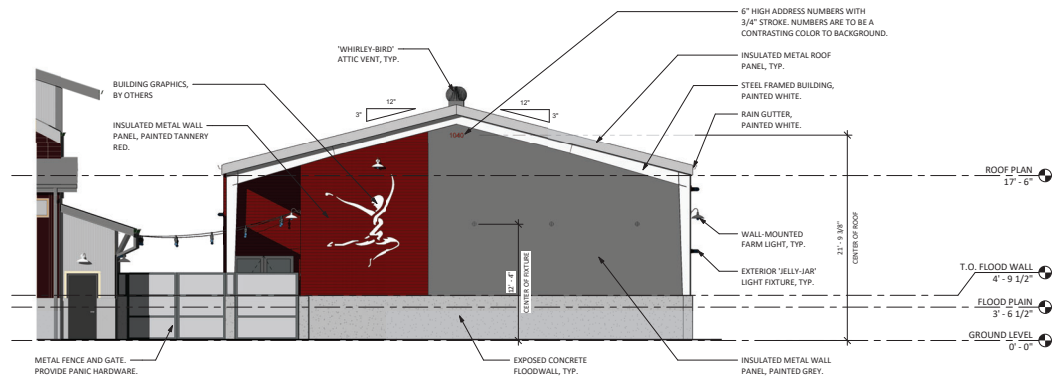 6" HIGH ADDRESS NUMBERS WITH
3/4" STROKE. NUMBERS ARE TO BE A
CONTRASTING COLOR TO BACKGROUND.
'WHIRLEY-BIRD'
ATTIC VENT, TYP.
INSULATED METAL ROOF
PANEL, TYP.
BUILDING GRAPHICS,
BY OTHERS
STEEL FRAMED BUILDING,
PAINTED WHITE.
12"
3"
12"
3"
RAIN GUTTER,
PAINTED WHITE.
INSULATED METAL WALL
PANEL, PAINTED TANNERY
RED.
1040
ROOF PLAN
17' - 6"
21' - 9 3/8"
CENTER OF ROOF
WALL-MOUNTED
FARM LIGHT, TYP.
12' - 4"
CENTER OF FIXTURE
EXTERIOR 'JELLY-JAR'
LIGHT FIXTURE, TYP.
T.O. FLOOD WALL
4' - 9 1/2"
FLOOD PLAIN
3' - 6 1/2"
GROUND LEVEL
0' - 0"
METAL FENCE AND GATE.
PROVIDE PANIC HARDWARE.
EXPOSED CONCRETE
FLOODWALL, TYP.
INSULATED METAL WALL
PANEL, PAINTED GREY.